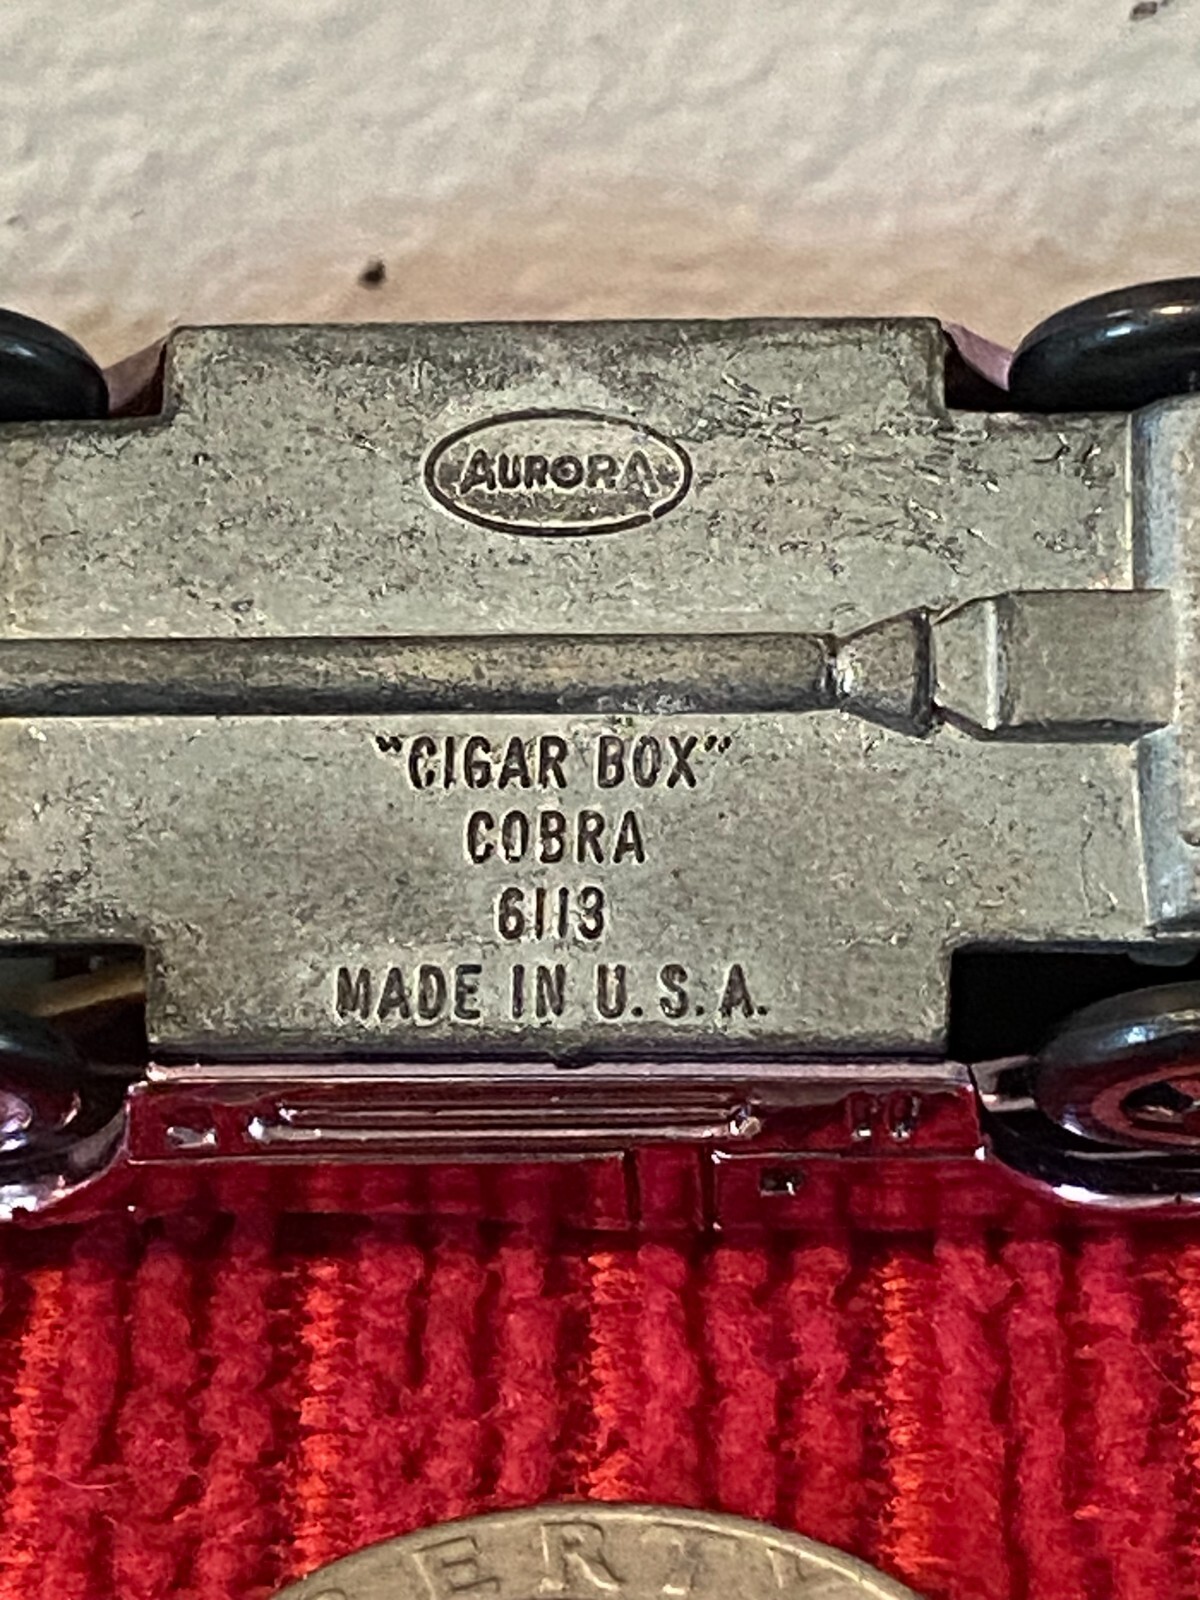 AURORA
"CIGAR BOX"
COBRA
6113
MADE IN U.S.A.